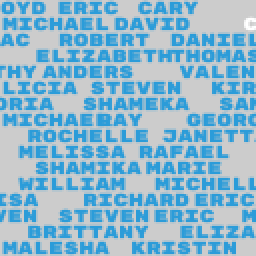 OYD ERIC CARY
MICHAEL DAVID C
AC ROBERT DANIEL
ELIZABETH THOMAS
THY ANDERS VALEN
LICIA STEVEN KIR
ORIA SHAMEKA SAN
MICHAEL RAY GEORG
ROCHELLE JANETT
MELISSA RAFAEL
SHAMIKA MARIE
WILLIAM MICHELL
ISA RICHARD ERIC
VEN STEVEN ERIC M
BRITTANY ELIZA
MALESHA KRISTIN